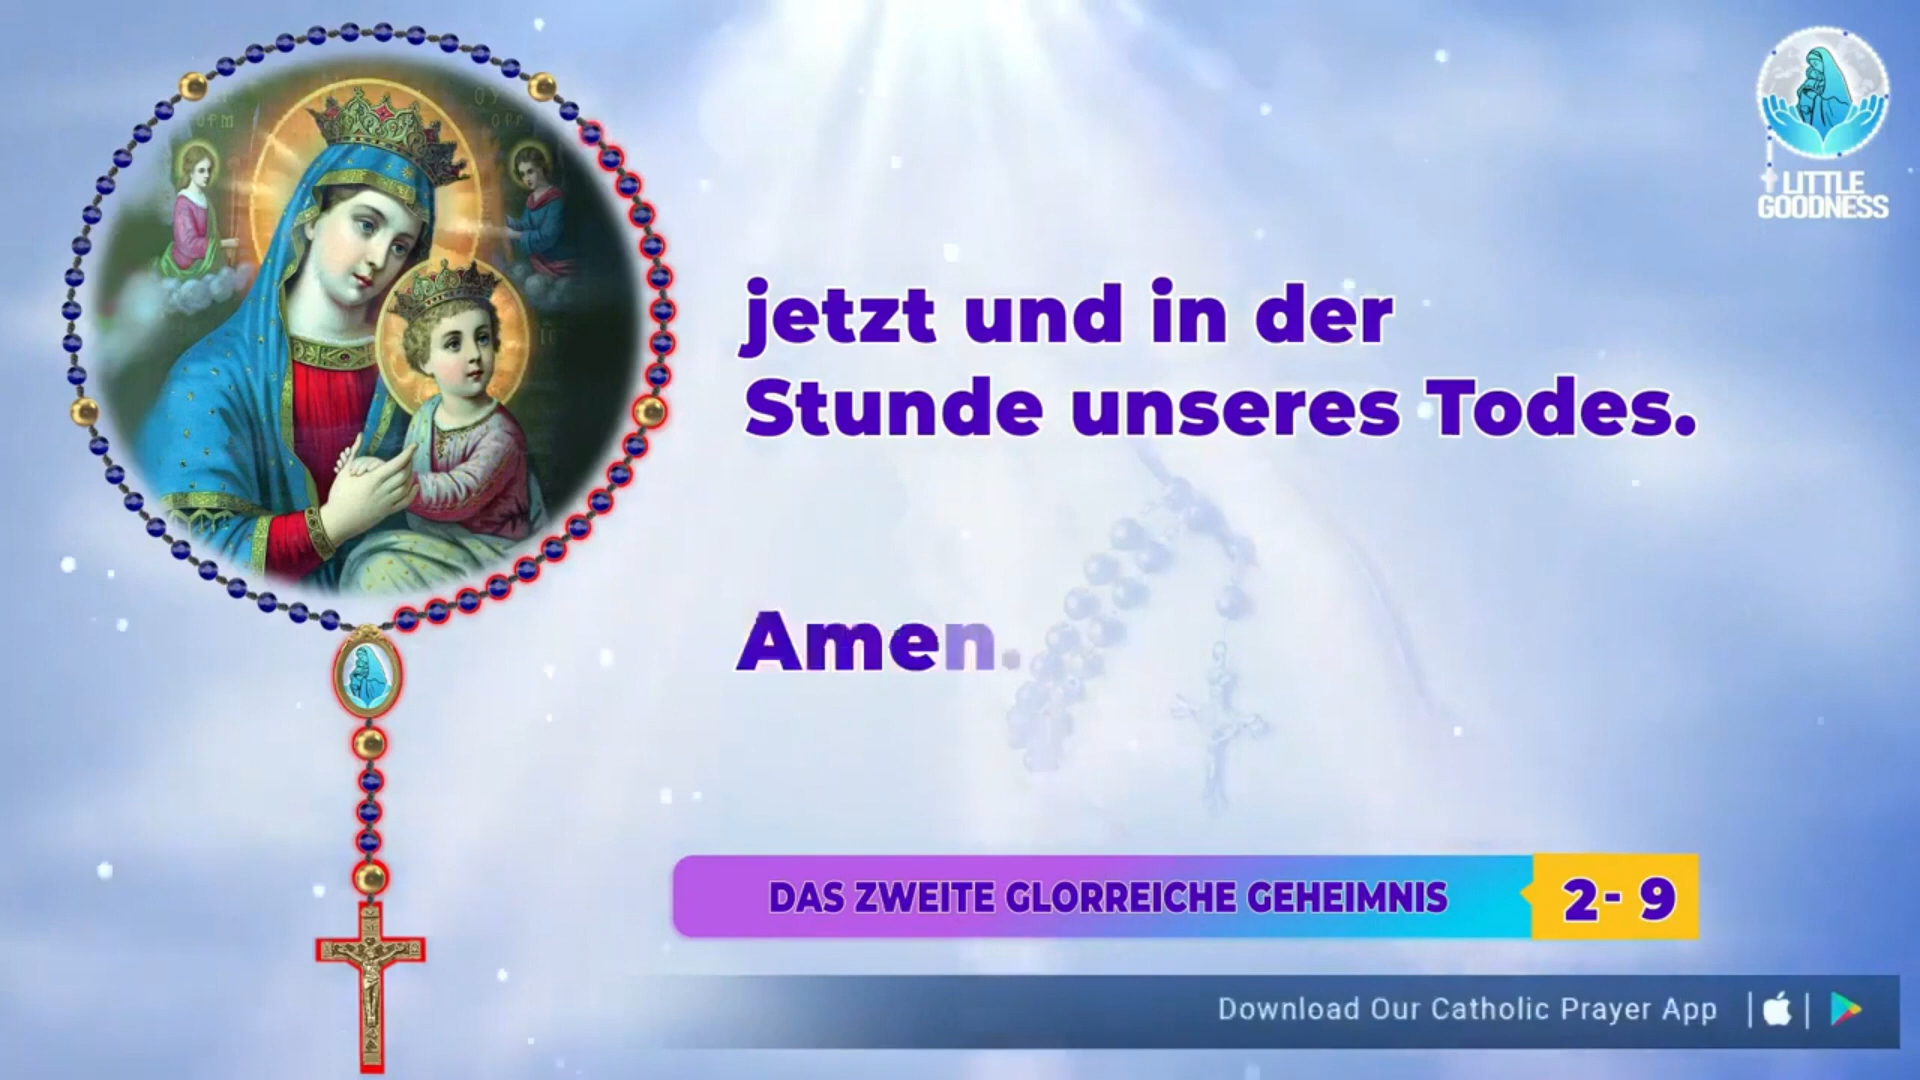 LITTLE
GOODNESS
jetzt und in der
Stunde unseres Todes.
Amen.
DAS ZWEITE GLORREICHE GEHEIMNIS
2- 9
Download Our Catholic Prayer App